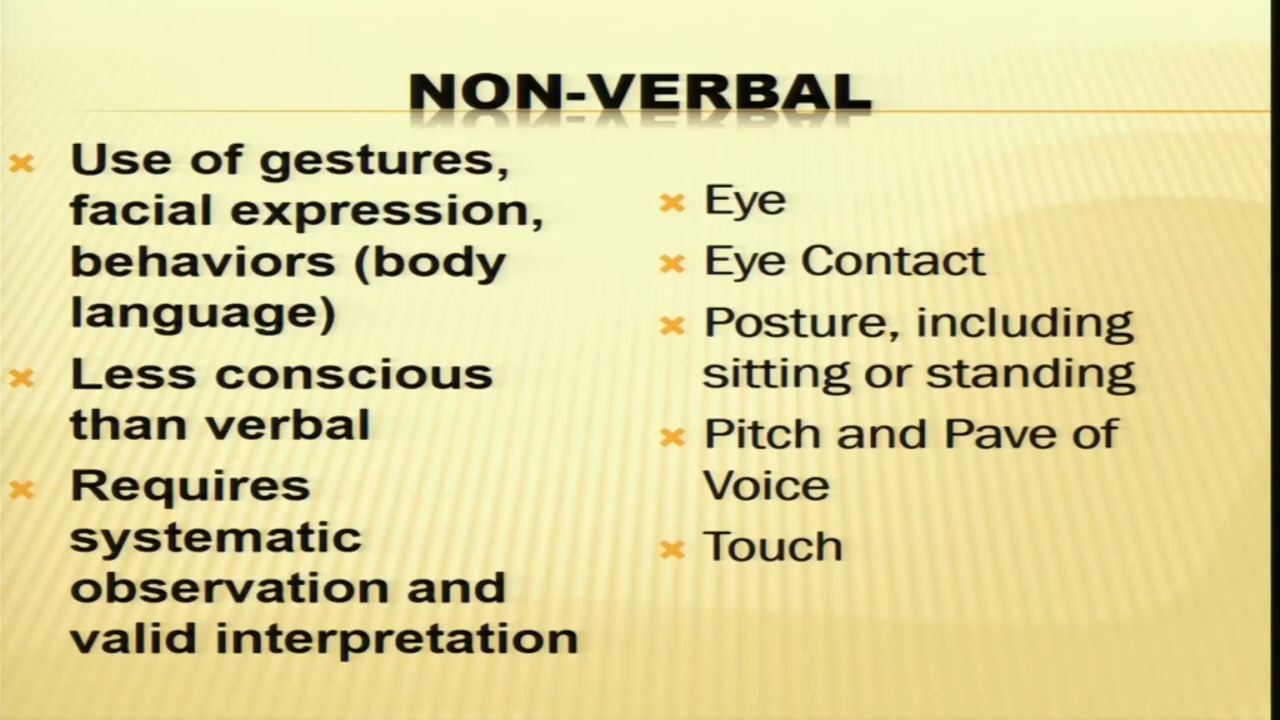 NON-VERBAL
Use of gestures,
facial expression,
behaviors (body
language)
Less conscious
than verbal
Requires
systematic
observation and
valid interpretation
Eye
Eye Contact
Posture, including
sitting or standing
Pitch and Pave of
Voice
Touch